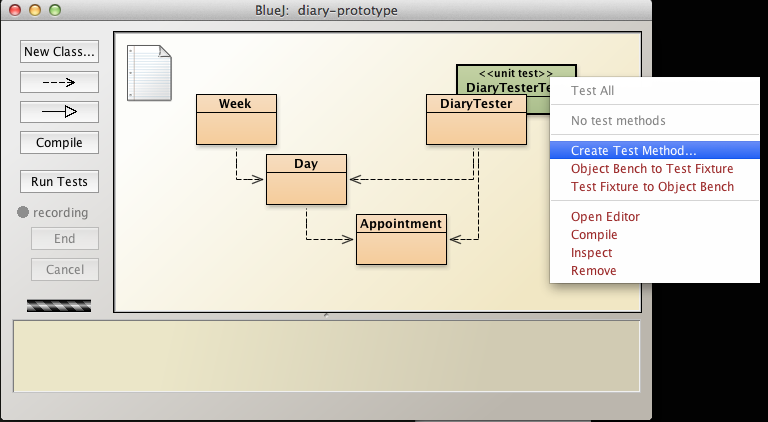 BlueJ: diary-prototype
New Class...
Compile
Run Tests
recording
End
Cancel
<<unit test>>
Week
DiaryTester
Day
Appointment
Test All
No test methods
Create Test Method...
Object Bench to Test Fixture
Test Fixture to Object Bench
Open Editor
Compile
Inspect
Remove